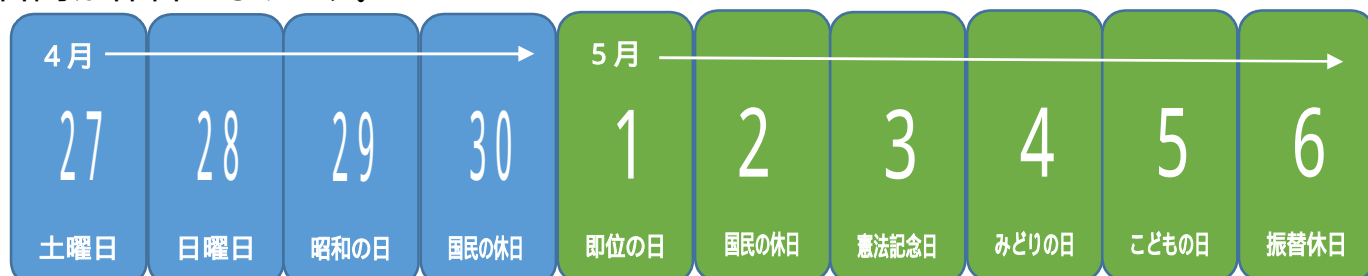 4月 5月
27 28 29 30 1 2 3 4 5 6
土曜日 日曜日 昭和の日 国民の休日 即位の日 国民の休日 憲法記念日 みどりの日 こどもの日 振替休日